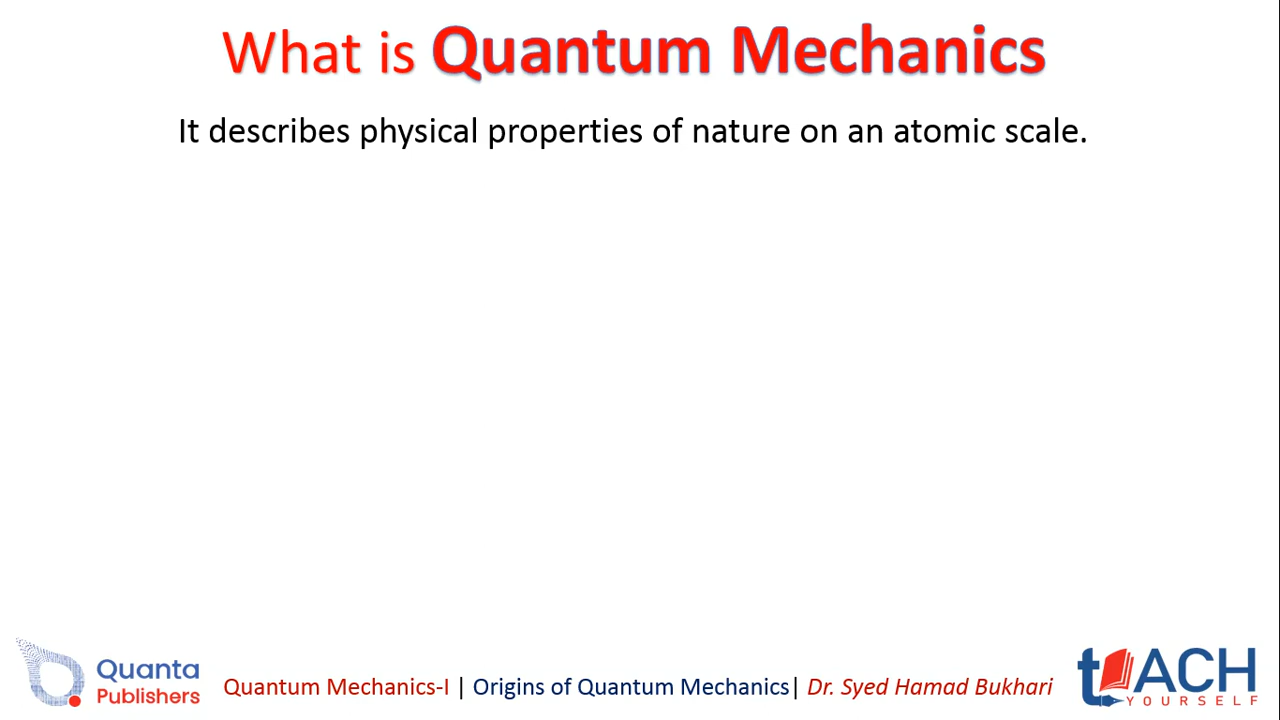 What is Quantum Mechanics
It describes physical properties of nature on an atomic scale.
Quanta
Publishers
Quantum Mechanics-I | Origins of Quantum Mechanics| Dr. Syed Hamad Bukhari
tEACH
YOURSELF